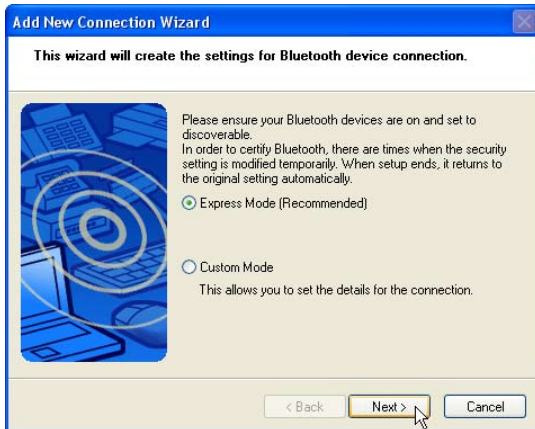 Add New Connection Wizard
This wizard will create the settings for Bluetooth device connection.
Please ensure your Bluetooth devices are on and set to
discoverable.
In order to certify Bluetooth, there are times when the security
setting is modified temporarily. When setup ends, it returns to
the original setting automatically.
Express Mode (Recommended)
Custom Mode
This allows you to set the details for the connection.
< Back Next > Cancel